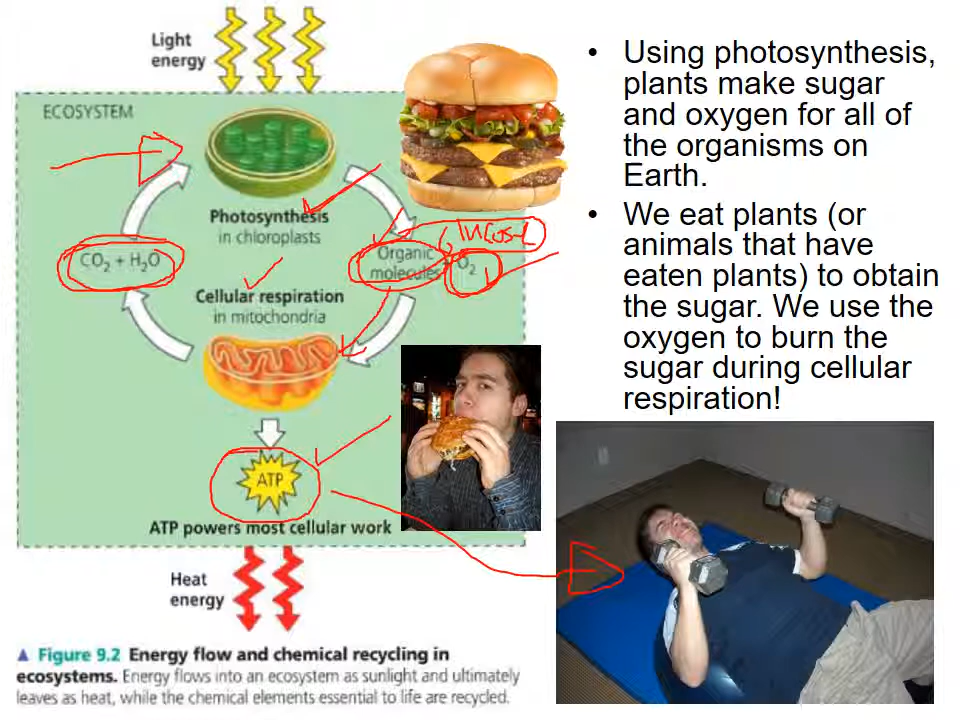 Light
energy
ECOSYSTEM
Photosynthesis
in chloroplasts
CO₂ + H₂O
Organic
molecules
O₂
Cellular respiration
in mitochondria
ATP
ATP powers most cellular work
Heat
energy
▲ Figure 9.2 Energy flow and chemical recycling in
ecosystems. Energy flows into an ecosystem as sunlight and ultimately
leaves as heat, while the chemical elements essential to life are recycled.
• Using photosynthesis,
plants make sugar
and oxygen for all of
the organisms on
Earth.
• We eat plants (or
animals that have
eaten plants) to obtain
the sugar. We use the
oxygen to burn the
sugar during cellular
respiration!